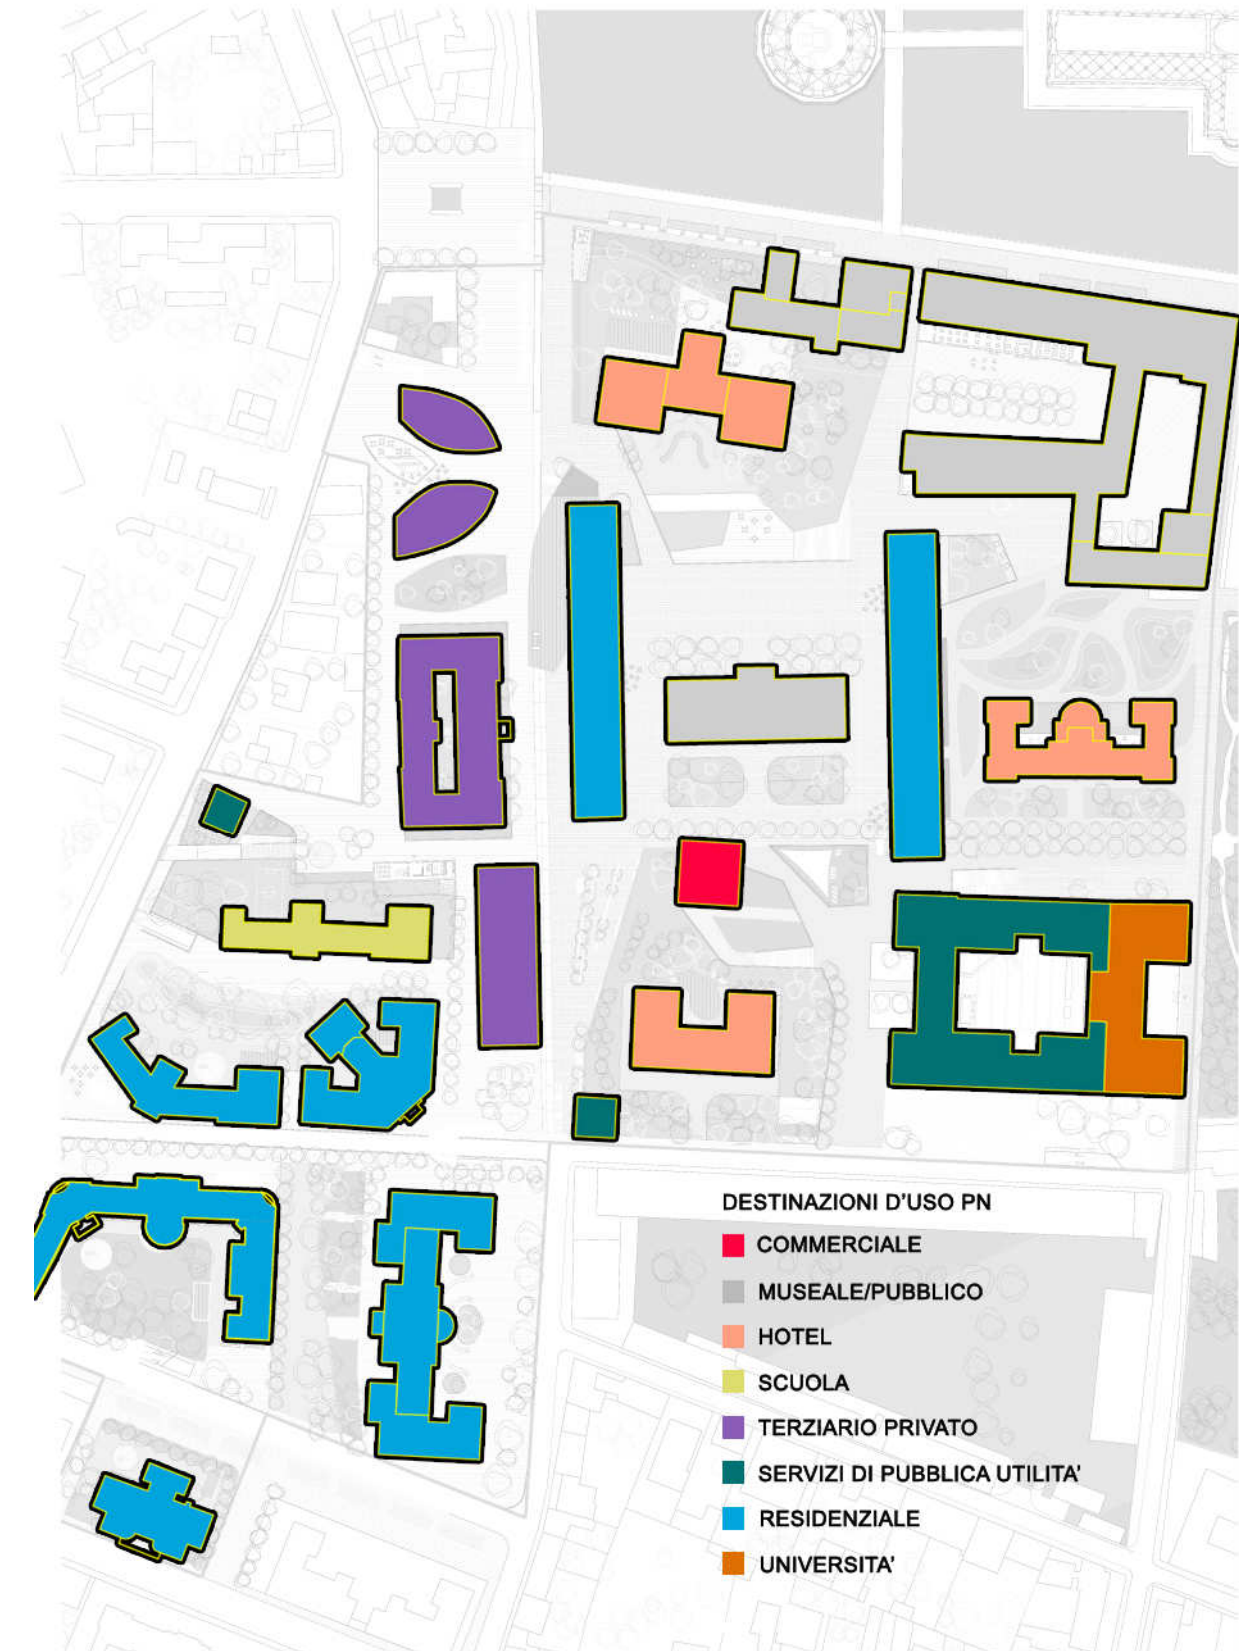 DESTINAZIONI D'USO PN
COMMERCIALE
MUSEALE/PUBBLICO
HOTEL
SCUOLA
TERZIARIO PRIVATO
SERVIZI DI PUBBLICA UTILITA'
RESIDENZIALE
UNIVERSITA'